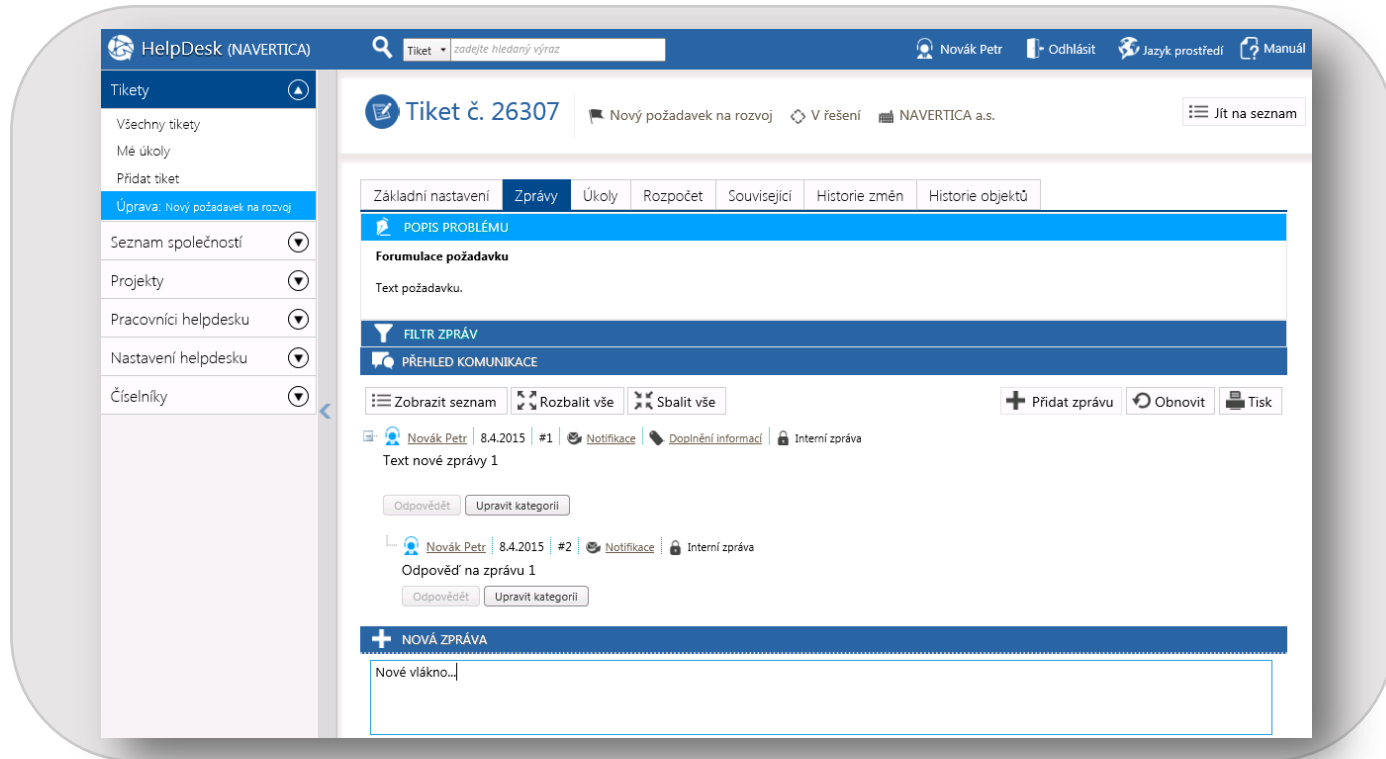 HelpDesk (NAVERTICA)
Tiket
zadejte hledaný výraz
Novák Petr
Odhlásit
Jazyk prostředí
Manuál
Tikety
Všechny tikety
Mé úkoly
Přidat tiket
Úprava: Nový požadavek na rozvoj
Seznam společností
Projekty
Pracovníci helpdesku
Nastavení helpdesku
Číselníky
Tiket č. 26307
Nový požadavek na rozvoj
V řešení
NAVERTICA a.s.
Jít na seznam
Základní nastavení
Zprávy
Úkoly
Rozpočet
Související
Historie změn
Historie objektů
POPIS PROBLÉMU
Forumulace požadavku
Text požadavku.
FILTR ZPRÁV
PŘEHLED KOMUNIKACE
Zobrazit seznam
Rozbalit vše
Sbalit vše
Přidat zprávu
Obnovit
Tisk
Novák Petr 8.4.2015 #1 Notifikace Doplnění informací Interní zpráva
Text nové zprávy 1
Odpovědět
Upravit kategorii
Novák Petr 8.4.2015 #2 Notifikace Interní zpráva
Odpověď na zprávu 1
Odpovědět
Upravit kategorii
NOVÁ ZPRÁVA
Nové vlákno...